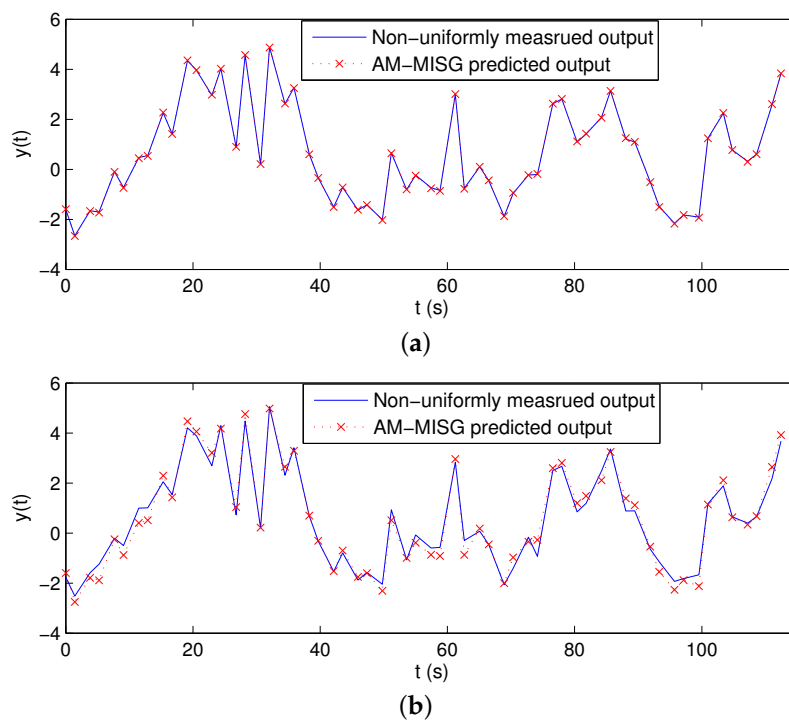 6
4
2
0
−2
−4
y(t)
Non−uniformly measrued output
AM−MISG predicted output
0 20 40 60 80 100
t (s)
(a)
6
4
2
0
−2
−4
y(t)
Non−uniformly measrued output
AM−MISG predicted output
0 20 40 60 80 100
t (s)
(b)